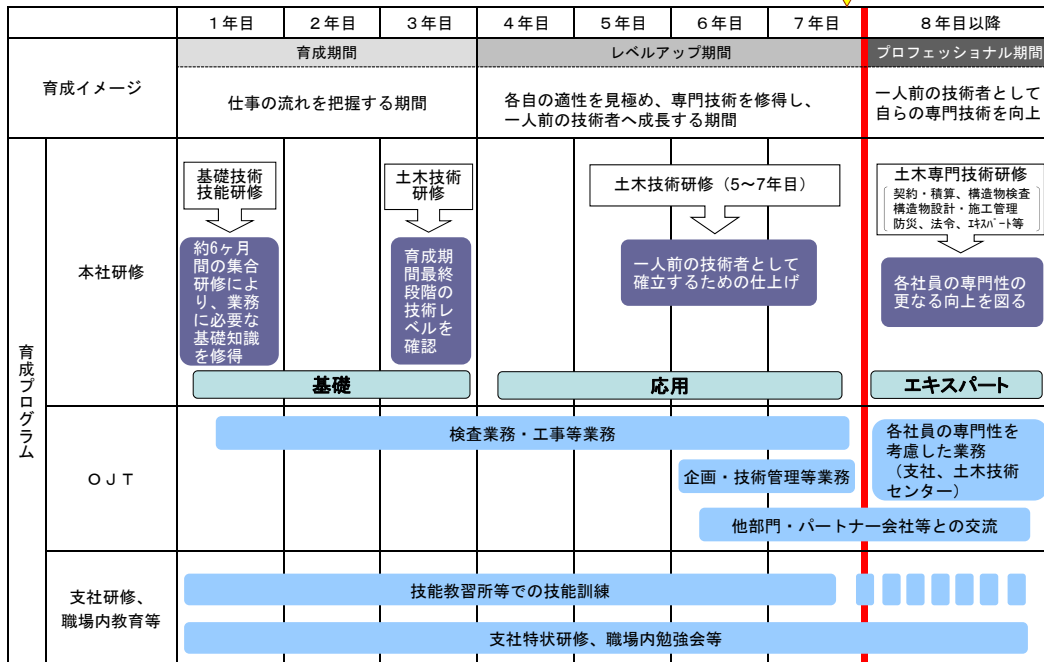 １年目
２年目
３年目
４年目
５年目
６年目
７年目
８年目以降
育成イメージ
育成期間
レベルアップ期間
プロフェッショナル期間
仕事の流れを把握する期間
各自の適性を見極め、専門技術を修得し、
一人前の技術者へ成長する期間
一人前の技術者として
自らの専門技術を向上
育成プログラム
本社研修
基礎技術
技能研修
土木技術
研修
土木技術研修（5～7年目）
土木専門技術研修
契約・積算、構造物検査
構造物設計・施工管理
防災、法令、ｴｷｽﾊﾟｰﾄ等
約6ヶ月
間の集合
研修によ
り、業務
に必要な
基礎知識
を修得
育成期
間最終
段階の
技術レ
ベルを
確認
一人前の技術者として
確立するための仕上げ
各社員の専門性の
更なる向上を図る
基礎
応用
エキスパート
ＯＪＴ
検査業務・工事等業務
企画・技術管理等業務
各社員の専門性を
考慮した業務
（支社、土木技術
センター）
他部門・パートナー会社等との交流
支社研修、
職場内教育等
技能教習所等での技能訓練
支社特状研修、職場内勉強会等